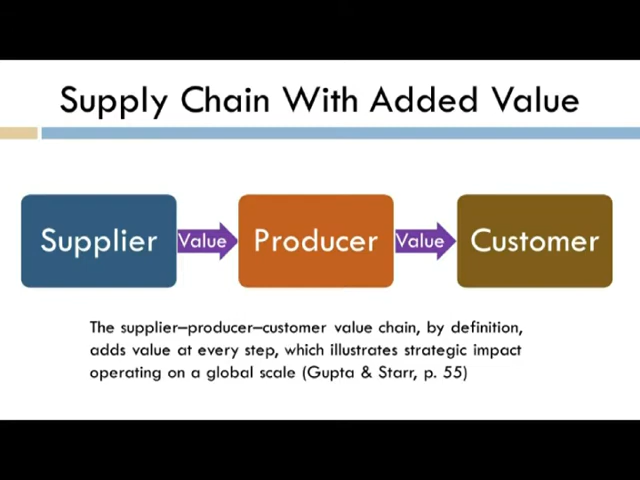 Supply Chain With Added Value
Supplier Value Producer Value Customer
The supplier–producer–customer value chain, by definition,
adds value at every step, which illustrates strategic impact
operating on a global scale (Gupta & Starr, p. 55)